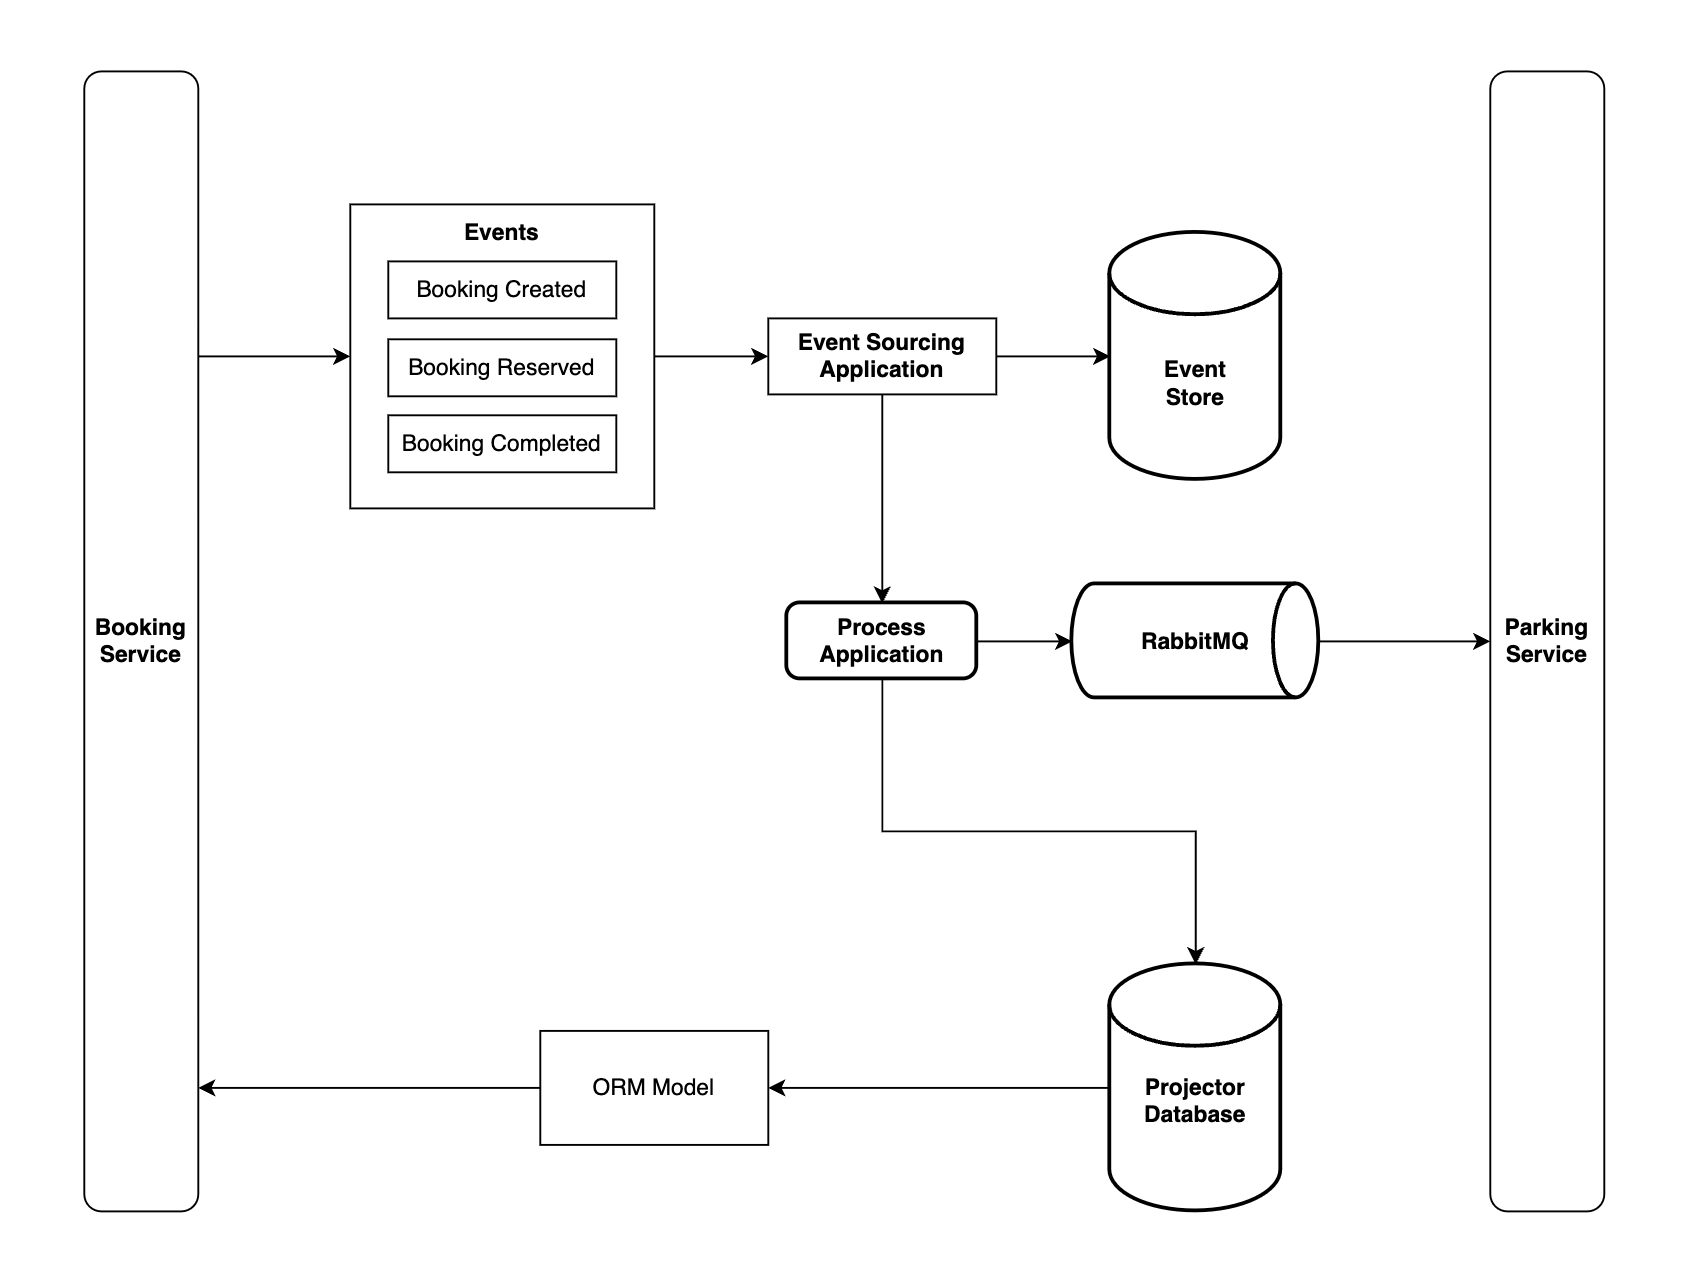 Events
Booking Created
Booking Reserved
Booking Completed
Event Sourcing
Application
Event
Store
Booking
Service
Process
Application
RabbitMQ
Parking
Service
ORM Model
Projector
Database